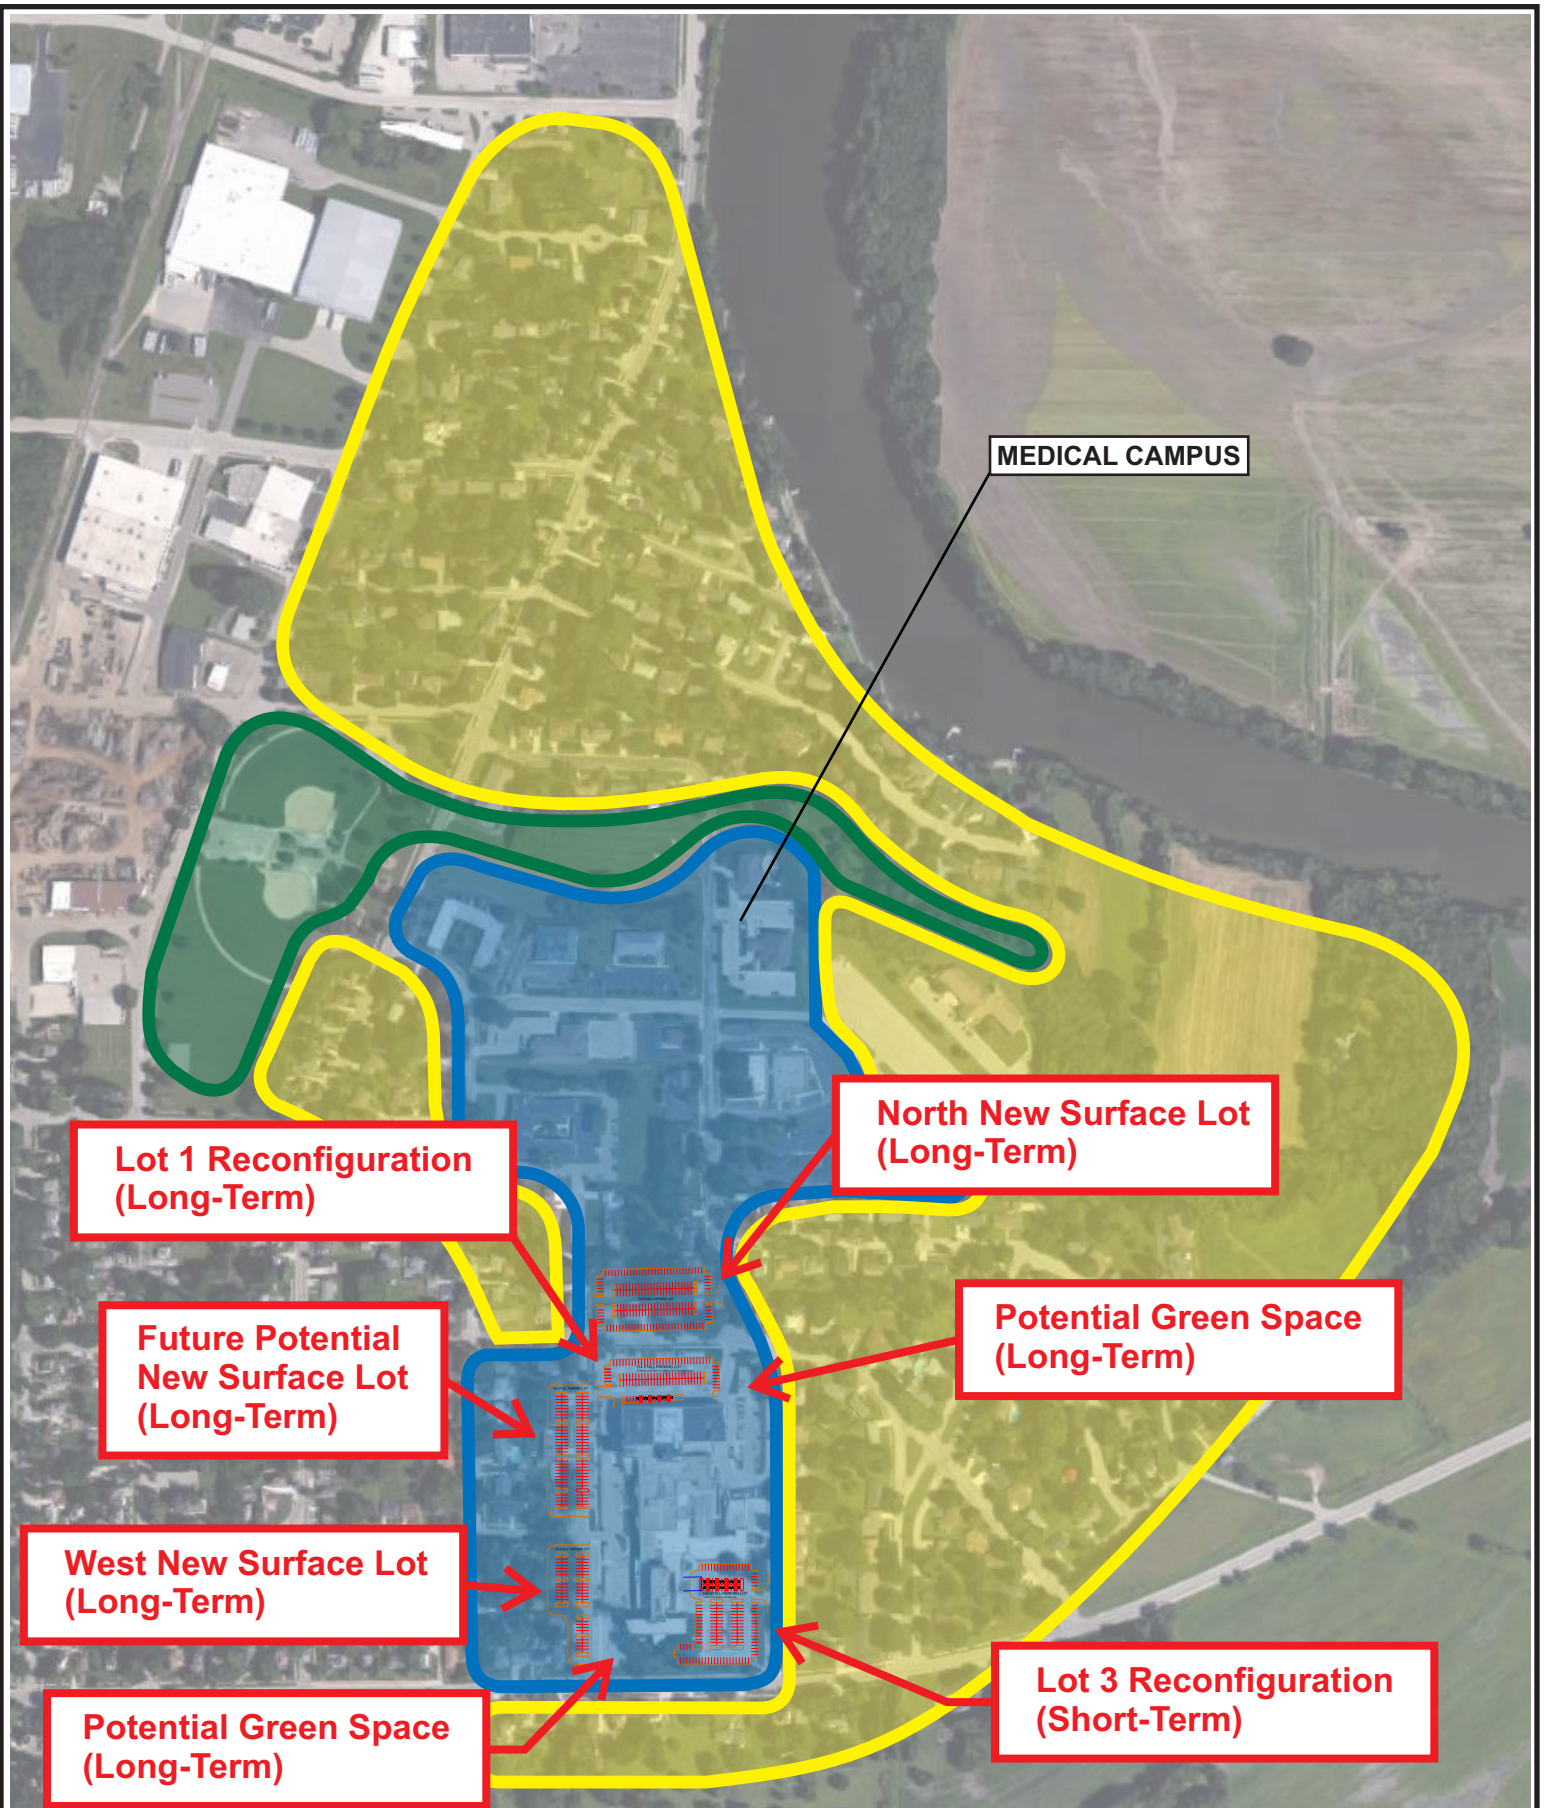 MEDICAL CAMPUS
North New Surface Lot
(Long-Term)
Lot 1 Reconfiguration
(Long-Term)
Potential Green Space
(Long-Term)
Future Potential
New Surface Lot
(Long-Term)
West New Surface Lot
(Long-Term)
Lot 3 Reconfiguration
(Short-Term)
Potential Green Space
(Long-Term)